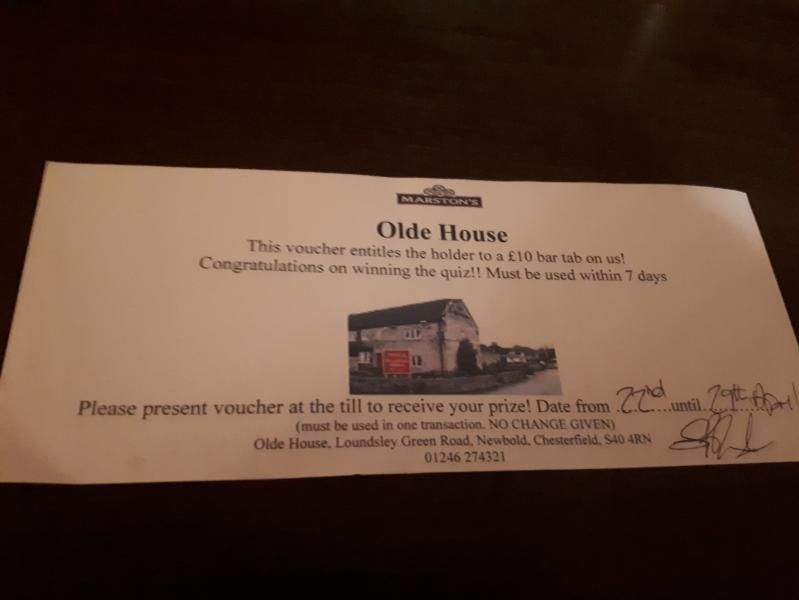 MARSTON'S
Olde House
This voucher entitles the holder to a £10 bar tab on us!
Congratulations on winning the quiz!! Must be used within 7 days
Please present voucher at the till to receive your prize! Date from 22nd until 29th April
(must be used in one transaction. NO CHANGE GIVEN)
Olde House, Loundsley Green Road, Newbold, Chesterfield, S40 4RN
01246 274321